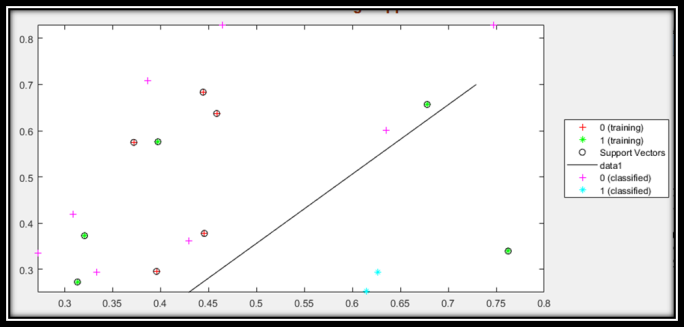 0.8
0.7
0.6
0.5
0.4
0.3
0.3 0.35 0.4 0.45 0.5 0.55 0.6 0.65 0.7 0.75 0.8
0 (training)
1 (training)
Support Vectors
data1
0 (classified)
1 (classified)